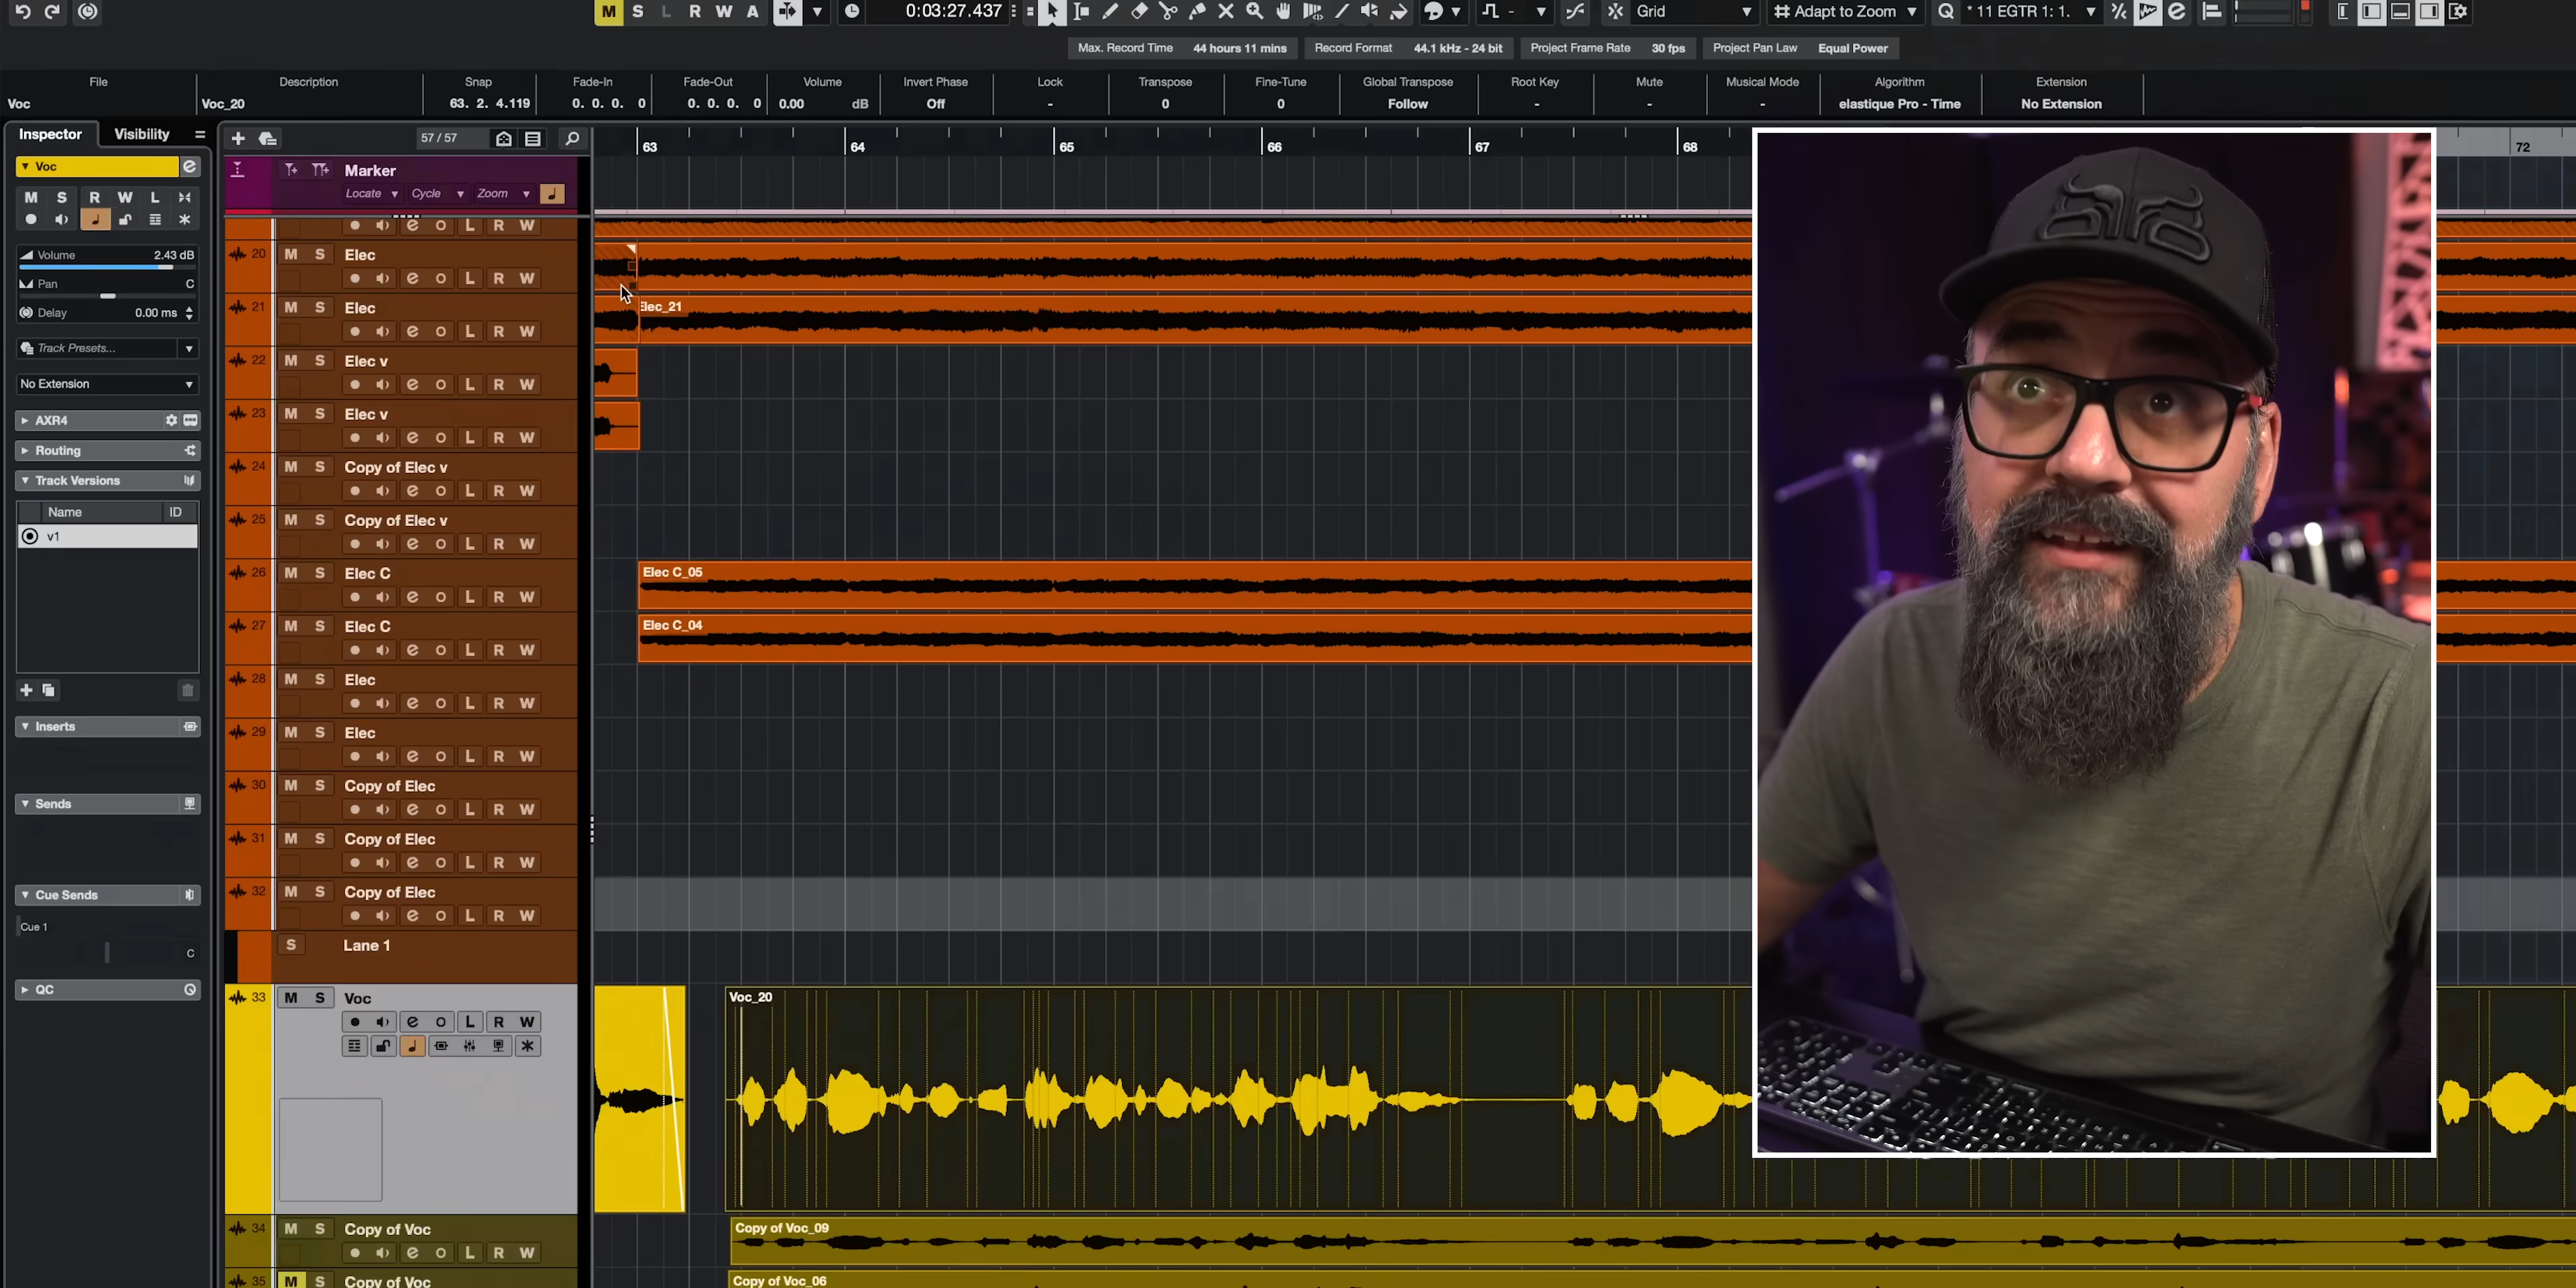 M S L R W A 0:03:27.437 - Grid Adapt to Zoom Q * 11 EGTR 1: 1.
Max. Record Time 44 hours 11 mins Record Format 44.1 kHz - 24 bit Project Frame Rate 30 fps Project Pan Law Equal Power
File Description Snap Fade-In Fade-Out Volume Invert Phase Lock Transpose Fine-Tune Global Transpose Root Key Mute Musical Mode Algorithm Extension
Voc Voc_20 63. 2. 4.119 0. 0. 0. 0 0. 0. 0. 0 0.00 dB Off - 0 0 Follow - - - elastique Pro - Time No Extension
Inspector Visibility
57 / 57
63 64 65 66 67 68 72
Voc
M S R W L
Volume 2.43 dB
Pan C
Delay 0.00 ms
Track Presets...
No Extension
AXR4
Routing
Track Versions
Name ID
v1
Inserts
Sends
Cue Sends
Cue 1
C
QC
Marker
Locate Cycle Zoom
e o L R W
20 M S Elec
e o L R W
21 M S Elec
e o L R W
22 M S Elec v
e o L R W
23 M S Elec v
e o L R W
24 M S Copy of Elec v
e o L R W
25 M S Copy of Elec v
e o L R W
26 M S Elec C
e o L R W
27 M S Elec C
e o L R W
28 M S Elec
e o L R W
29 M S Elec
e o L R W
30 M S Copy of Elec
e o L R W
31 M S Copy of Elec
e o L R W
32 M S Copy of Elec
e o L R W
S Lane 1
33 M S Voc
e o L R W
34 M S Copy of Voc
e o L R W
35 M S Copy of Voc
Elec_21
Elec C_05
Elec C_04
Voc_20
Copy of Voc_09
Copy of Voc_06